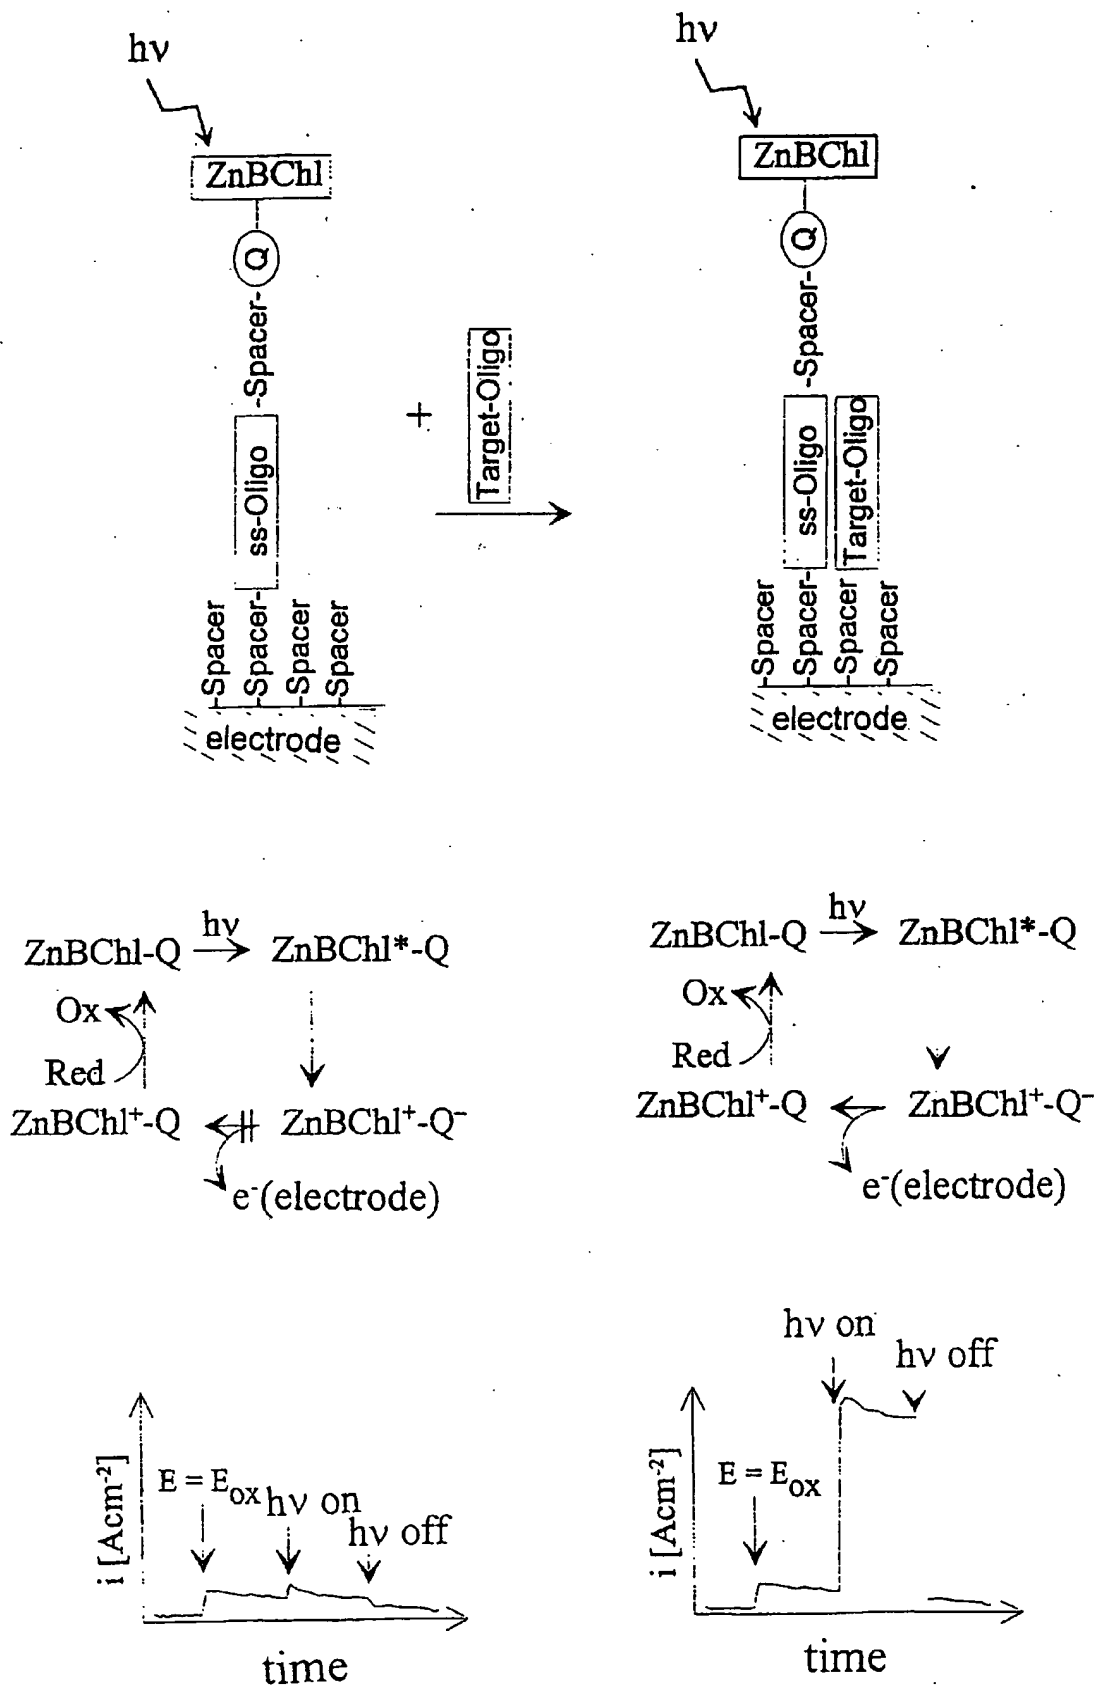 hν
ZnBChl
Q
-Spacer-
ss-Oligo
-Spacer
-Spacer-
-Spacer
-Spacer
electrode
+
Target-Oligo
hν
ZnBChl
Q
-Spacer-
ss-Oligo
Target-Oligo
-Spacer
-Spacer-
-Spacer
-Spacer
electrode
ZnBChl-Q hν ZnBChl*-Q
Ox
Red
ZnBChl⁺-Q ZnBChl⁺-Q⁻
e⁻(electrode)
ZnBChl-Q hν ZnBChl*-Q
Ox
Red
ZnBChl⁺-Q ZnBChl⁺-Q⁻
e⁻(electrode)
i [Acm⁻²]
E = Eox
hν on
hν off
time
i [Acm⁻²]
E = Eox
hν on
hν off
time